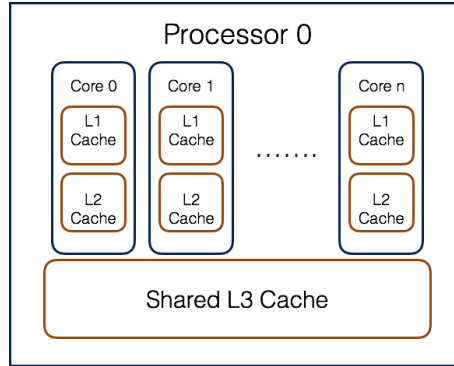 Processor 0
Core 0
L1
Cache
L2
Cache
Core 1
L1
Cache
L2
Cache
.......
Core n
L1
Cache
L2
Cache
Shared L3 Cache